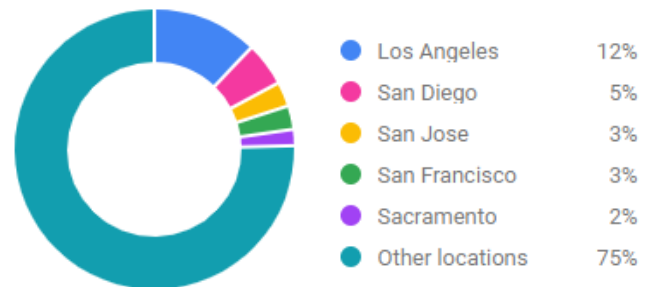 Los Angeles 12%
San Diego 5%
San Jose 3%
San Francisco 3%
Sacramento 2%
Other locations 75%